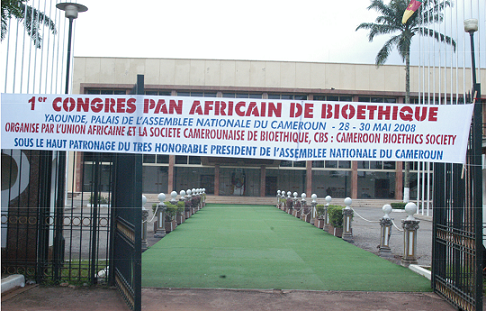 1er CONGRES PAN AFRICAIN DE BIOETHIQUE
YAOUNDE, PALAIS DE L'ASSEMBLEE NATIONALE DU CAMEROUN - 28 - 30 MAI 2008
ORGANISE PAR L'UNION AFRICAINE ET LA SOCIETE CAMEROUNAISE DE BIOETHIQUE, CBS : CAMEROON BIOETHICS SOCIETY
SOUS LE HAUT PATRONAGE DU TRES HONORABLE PRESIDENT DE L'ASSEMBLEE NATIONALE DU CAMEROUN